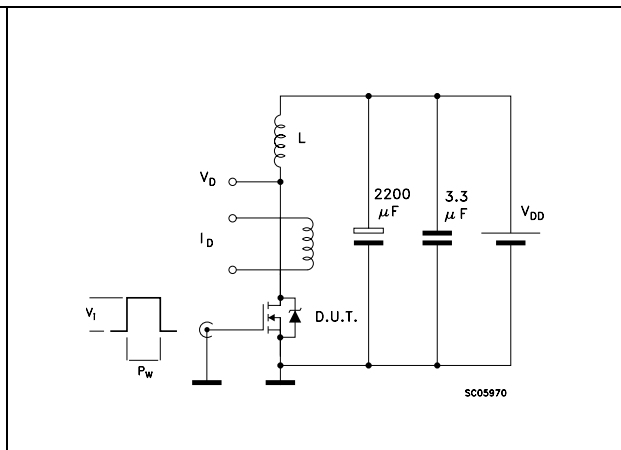 L
V_D
2200
μF
3.3
μF
V_DD
I_D
D.U.T.
V_i
P_W
SC05970